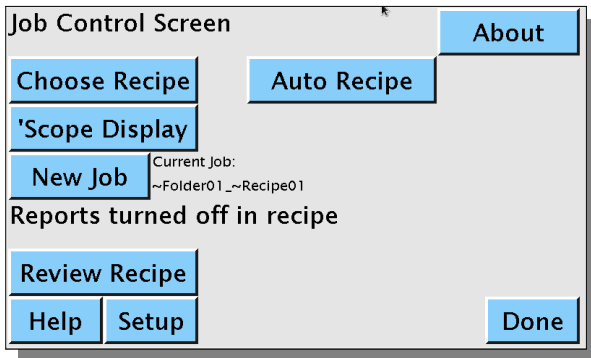 Job Control Screen
About
Choose Recipe
Auto Recipe
'Scope Display
New Job
Current Job:
~Folder01_~Recipe01
Reports turned off in recipe
Review Recipe
Help
Setup
Done